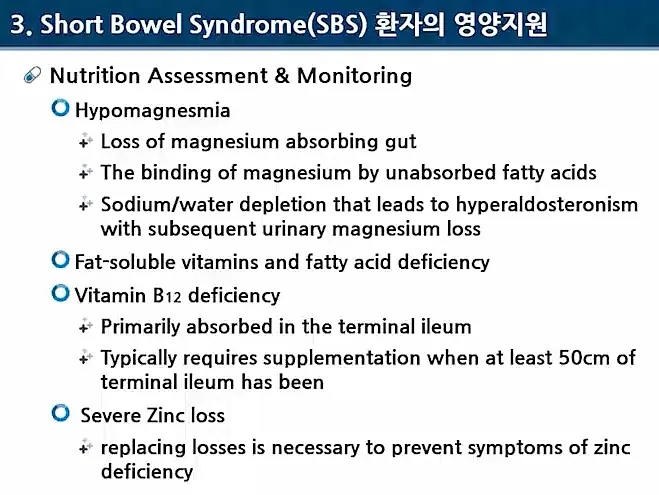 3. Short Bowel Syndrome(SBS) 환자의 영양지원
Nutrition Assessment & Monitoring
Hypomagnesmia
Loss of magnesium absorbing gut
The binding of magnesium by unabsorbed fatty acids
Sodium/water depletion that leads to hyperaldosteronism
with subsequent urinary magnesium loss
Fat-soluble vitamins and fatty acid deficiency
Vitamin B12 deficiency
Primarily absorbed in the terminal ileum
Typically requires supplementation when at least 50cm of
terminal ileum has been
Severe Zinc loss
replacing losses is necessary to prevent symptoms of zinc
deficiency